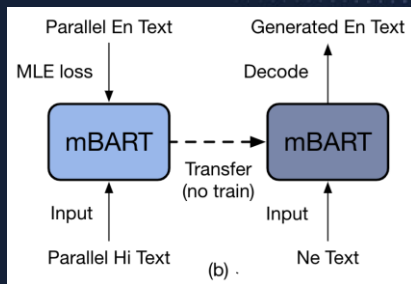 Parallel En Text
Generated En Text
MLE loss
Decode
mBART
mBART
Transfer
(no train)
Input
Input
Parallel Hi Text
Ne Text
(b) .